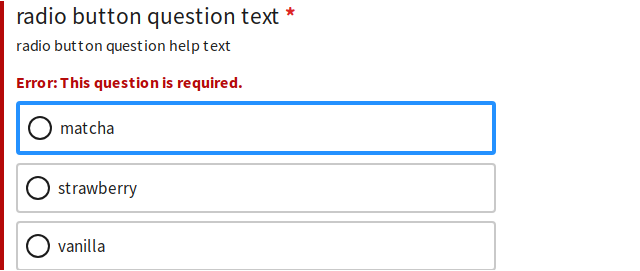 radio button question text *
radio button question help text
Error: This question is required.
matcha
strawberry
vanilla